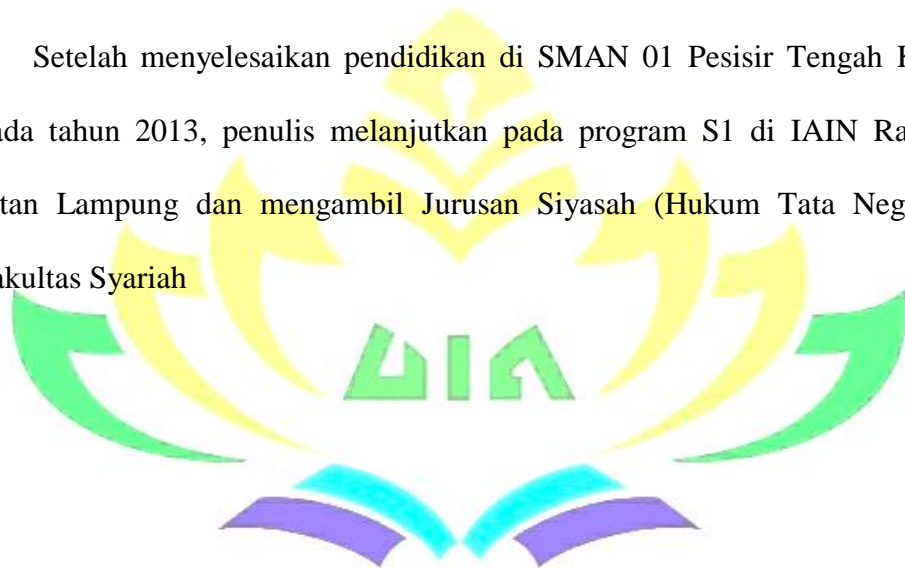 Setelah menyelesaikan pendidikan di SMAN 01 Pesisir Tengah
tahun 2013, penulis melanjutkan pada program S1 di IAIN
Lampung dan mengambil Jurusan Siyasah (Hukum Tata
Syariah
UIN